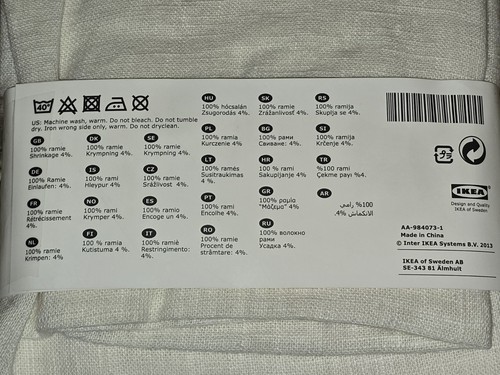 40°
US: Machine wash, warm. Do not bleach. Do not tumble
dry. Iron wrong side only, warm. Do not dryclean.
GB
100% ramie
Shrinkage 4%.
DE
100% Ramie
Einlaufen: 4%.
FR
100% ramie
Rétrécissement
4%.
NL
100% ramie
Krimpen: 4%
DK
100% ramie
Krympning 4%.
IS
100% ramí
Hleypur 4%
NO
100% rami
Krymper 4%.
FI
100 % ramia
Kutistuma 4 %.
SE
100% ramie
Krympning 4%.
CZ
100% ramie
Sráživost 4%.
ES
100% ramio
Encoge un 4%.
IT
100% ramiè
Restringimento:
4%.
HU
100% hócsalán
Zsugorodás 4%.
PL
100% ramia
Kurczenie 4%
LT
100% ramės
Susitraukimas
4 %.
PT
100% rami
Encolhe 4%.
RO
100% ramie
Procent de
strâmtare: 4%.
SK
100% ramie
Zrážanlivosť 4%.
BG
100% рами
Свиване: 4%.
HR
100% rami
Sakupljanje 4%
GR
100% ραμί
"Μάζεμα" 4%
RU
100% волокно
рами
Усадка 4%.
RS
100% ramija
Skuplja se 4%.
SI
100% ramija
Krčenje 4%.
TR
%100 rami
Çekme payı %4.
AR
100% رامي
الانكماش 4%.
IKEA
Design and Quality
IKEA of Sweden
AA-984073-1
Made in China
© Inter IKEA Systems B.V. 2013
IKEA of Sweden AB
SE-343 81 Älmhult